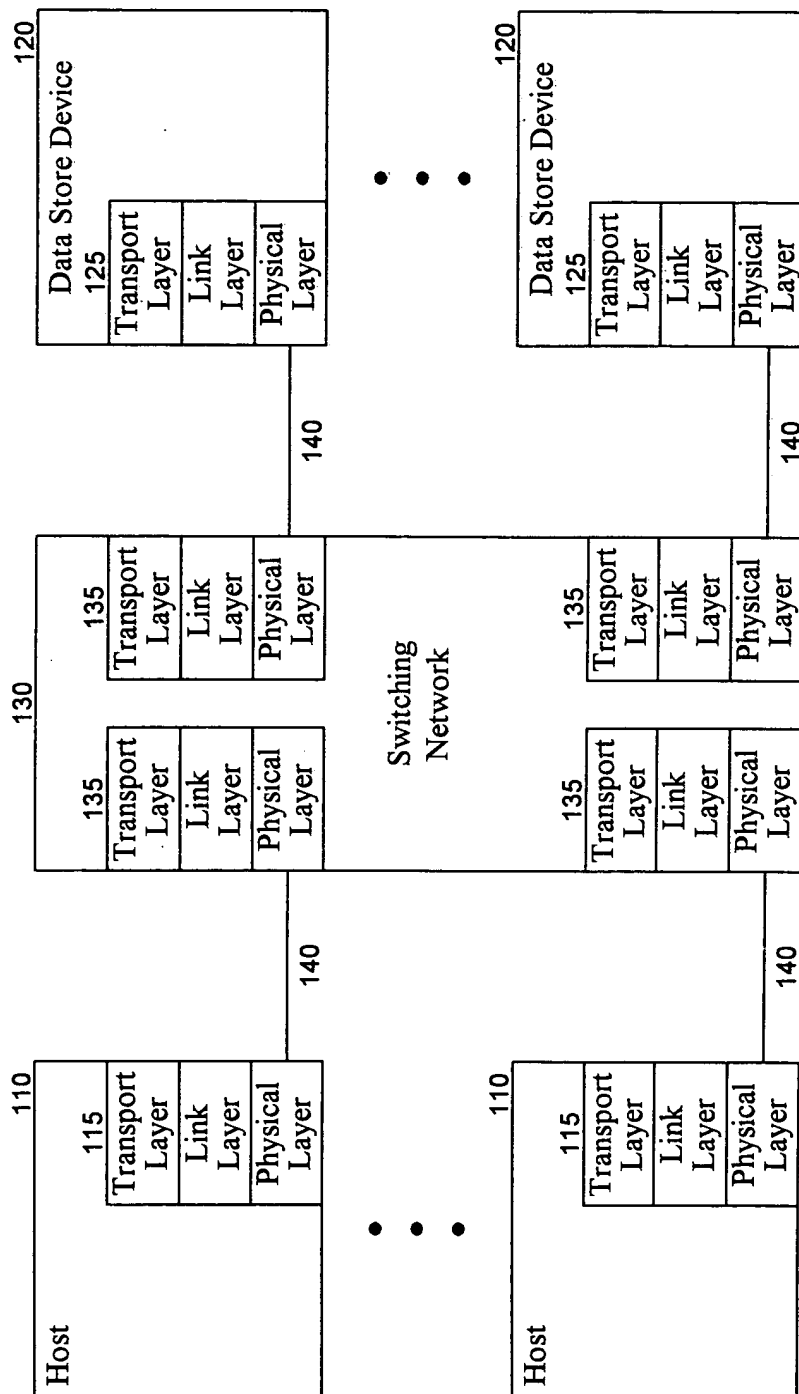 110
Host
115
Transport
Layer
Link
Layer
Physical
Layer
140
130
135
Transport
Layer
Link
Layer
Physical
Layer
135
Transport
Layer
Link
Layer
Physical
Layer
140
120
Data Store Device
125
Transport
Layer
Link
Layer
Physical
Layer
Switching
Network
110
Host
115
Transport
Layer
Link
Layer
Physical
Layer
140
135
Transport
Layer
Link
Layer
Physical
Layer
135
Transport
Layer
Link
Layer
Physical
Layer
140
120
Data Store Device
125
Transport
Layer
Link
Layer
Physical
Layer